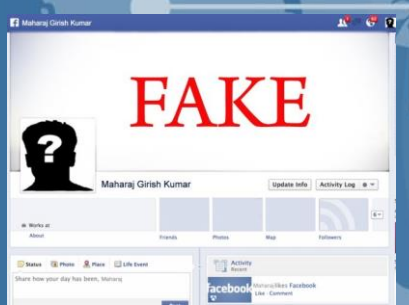 Maharaj Girish Kumar
FAKE
?
Maharaj Girish Kumar
Update Info
Activity Log
Works at
About
Friends
Photos
Map
Followers
Status Photo Place Life Event
Share how your day has been, Maharaj
Activity
Recent
facebook
Maharaj likes Facebook
Like · Comment